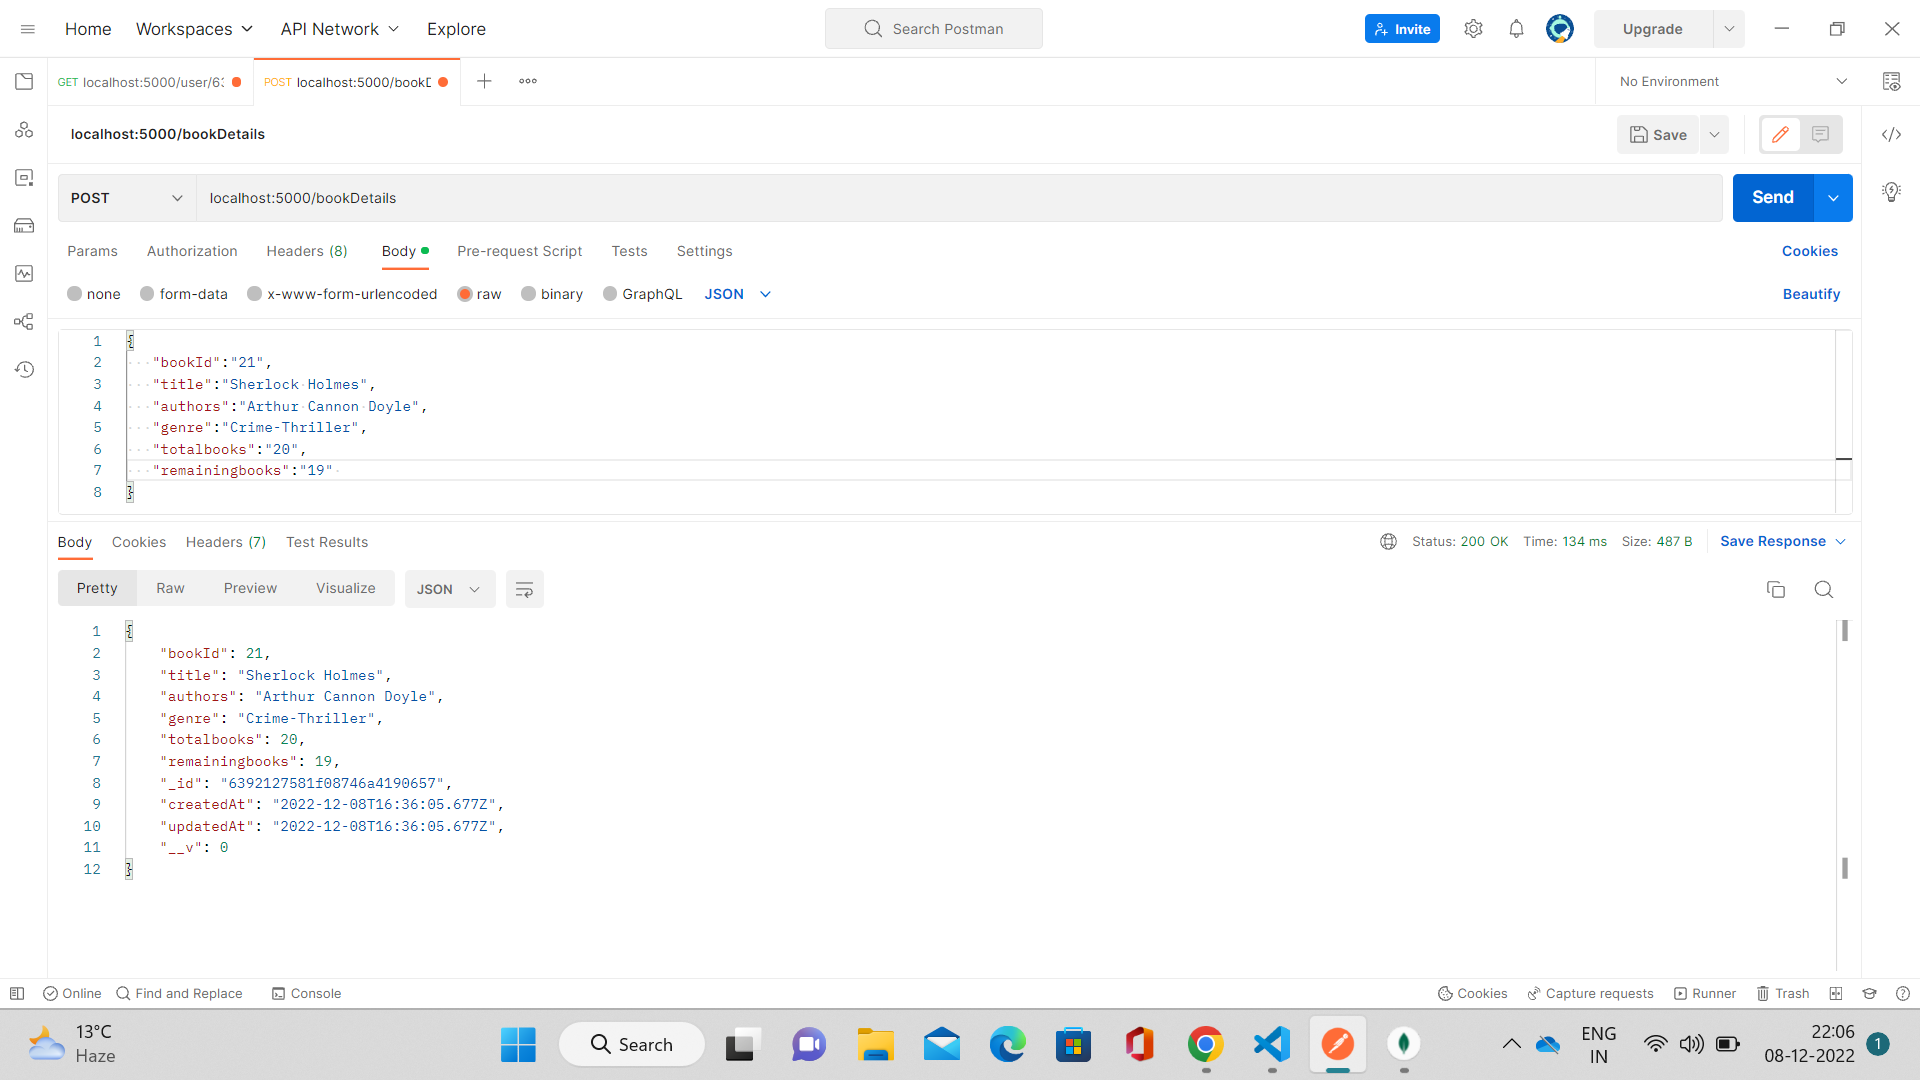 Home Workspaces API Network Explore Search Postman Invite Upgrade
GET localhost:5000/user/63 POST localhost:5000/bookD No Environment
localhost:5000/bookDetails Save
POST localhost:5000/bookDetails Send
Params Authorization Headers (8) Body Pre-request Script Tests Settings Cookies
none form-data x-www-form-urlencoded raw binary GraphQL JSON Beautify
1 {
2 "bookId":"21",
3 "title":"Sherlock Holmes",
4 "authors":"Arthur Cannon Doyle",
5 "genre":"Crime-Thriller",
6 "totalbooks":"20",
7 "remainingbooks":"19"
8 }
Body Cookies Headers (7) Test Results Status: 200 OK Time: 134 ms Size: 487 B Save Response
Pretty Raw Preview Visualize JSON
1 {
2 "bookId": 21,
3 "title": "Sherlock Holmes",
4 "authors": "Arthur Cannon Doyle",
5 "genre": "Crime-Thriller",
6 "totalbooks": 20,
7 "remainingbooks": 19,
8 "_id": "6392127581f08746a4190657",
9 "createdAt": "2022-12-08T16:36:05.677Z",
10 "updatedAt": "2022-12-08T16:36:05.677Z",
11 "__v": 0
12 }
Online Find and Replace Console Cookies Capture requests Runner Trash
13°C
Haze
Search
ENG
IN
22:06
08-12-2022
1